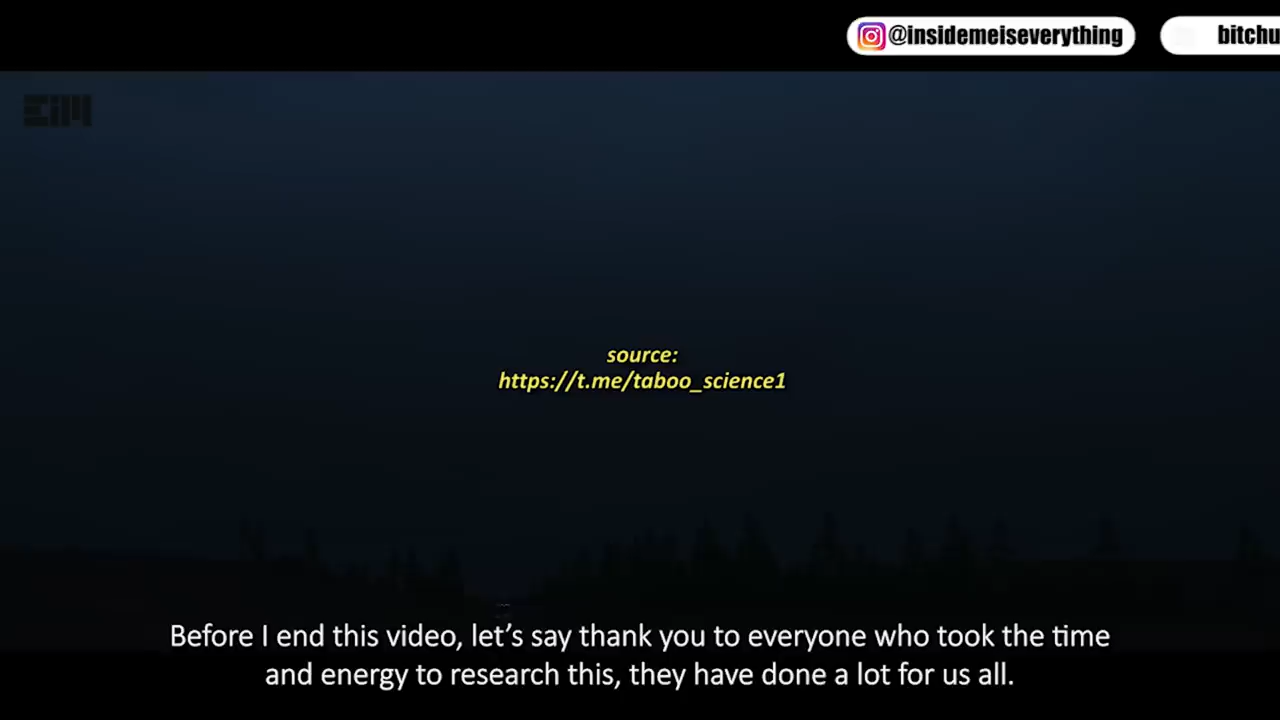 @insidemeiseverything
EiM
source:
https://t.me/taboo_science1
Before I end this video, let's say thank you to everyone who took the time
and energy to research this, they have done a lot for us all.